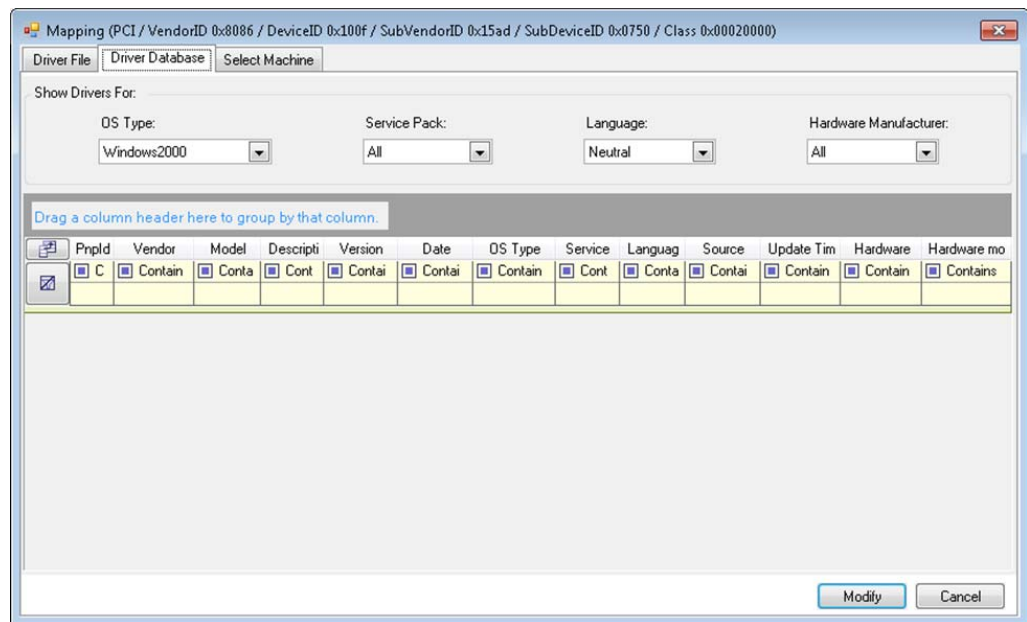 Mapping (PCI / VendorID 0x8086 / DeviceID 0x100f / SubVendorID 0x15ad / SubDeviceID 0x0750 / Class 0x00020000)
Driver File Driver Database Select Machine
Show Drivers For:
OS Type: Service Pack: Language: Hardware Manufacturer:
Windows2000 All Neutral All
Drag a column header here to group by that column.
PnpId Vendor Model Descripti Version Date OS Type Service Languag Source Update Tim Hardware Hardware mo
C Contain Conta Cont Contai Contai Contain Cont Conta Contai Contain Contain Contains
Modify Cancel